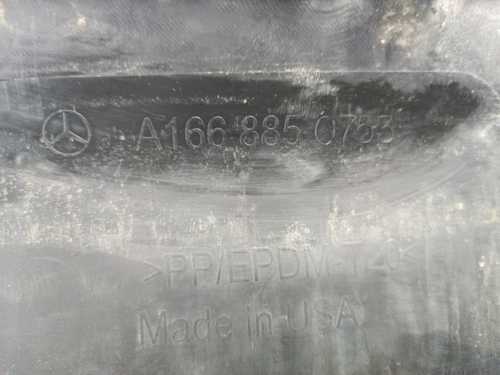 A166 885 0753
>PP/EPDM-T20<
Made in USA